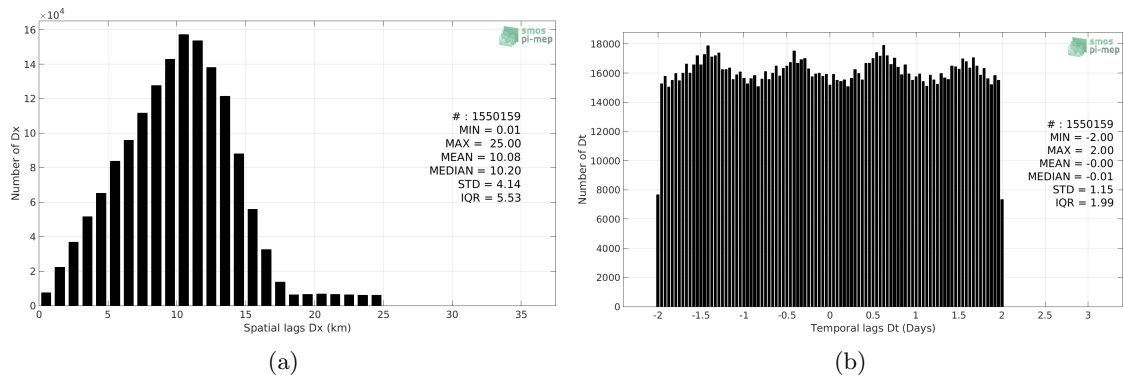 ×10⁴
16
14
12
10
8
6
4
2
0
Number of Dx
0 5 10 15 20 25 30 35
Spatial lags Dx (km)
smos
pi-mep
# : 1550159
MIN = 0.01
MAX = 25.00
MEAN = 10.08
MEDIAN = 10.20
STD = 4.14
IQR = 5.53
(a)
18000
16000
14000
12000
10000
8000
6000
4000
2000
0
Number of Dt
-2 -1.5 -1 -0.5 0 0.5 1 1.5 2 2.5 3
Temporal lags Dt (Days)
smos
pi-mep
# : 1550159
MIN = -2.00
MAX = 2.00
MEAN = -0.00
MEDIAN = -0.01
STD = 1.15
IQR = 1.99
(b)